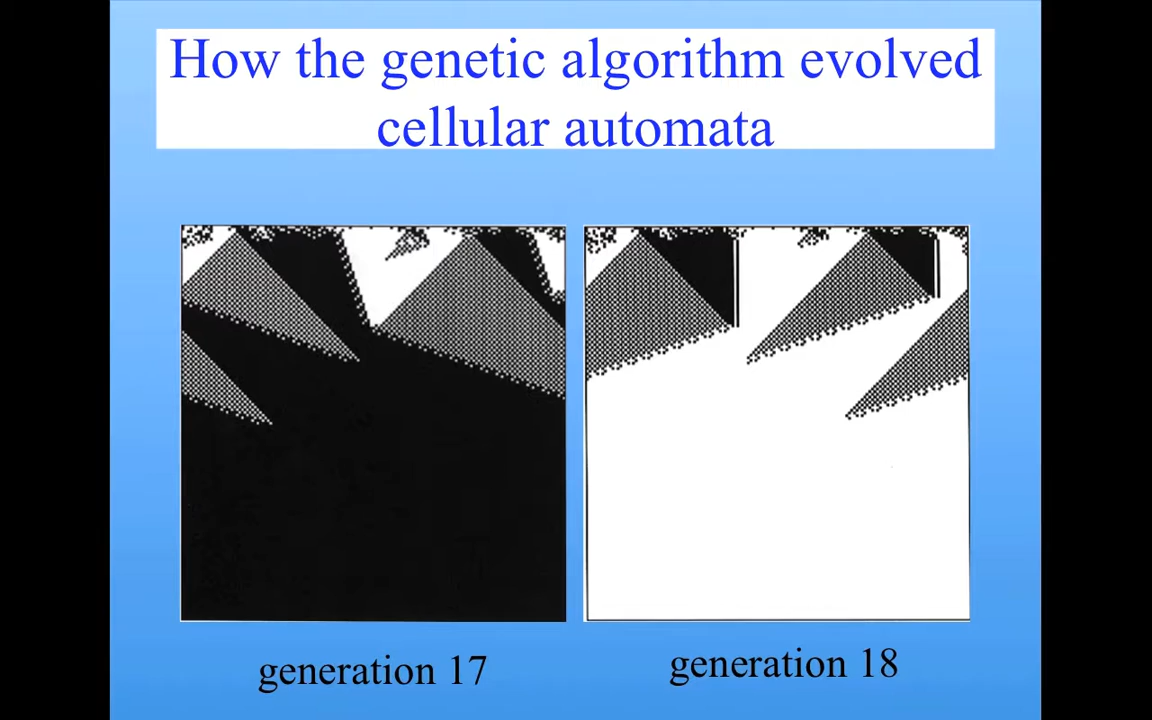 How the genetic algorithm evolved
cellular automata
generation 17
generation 18